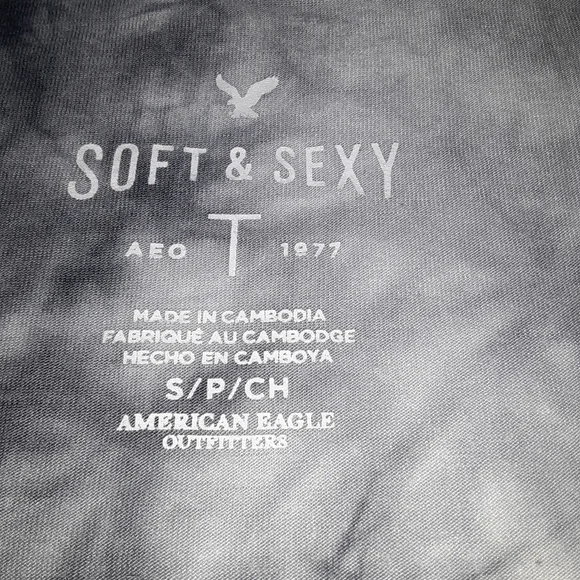 SOFT & SEXY
AEO T 1977
MADE IN CAMBODIA
FABRIQUÉ AU CAMBODGE
HECHO EN CAMBOYA
S/P/CH
AMERICAN EAGLE
OUTFITTERS